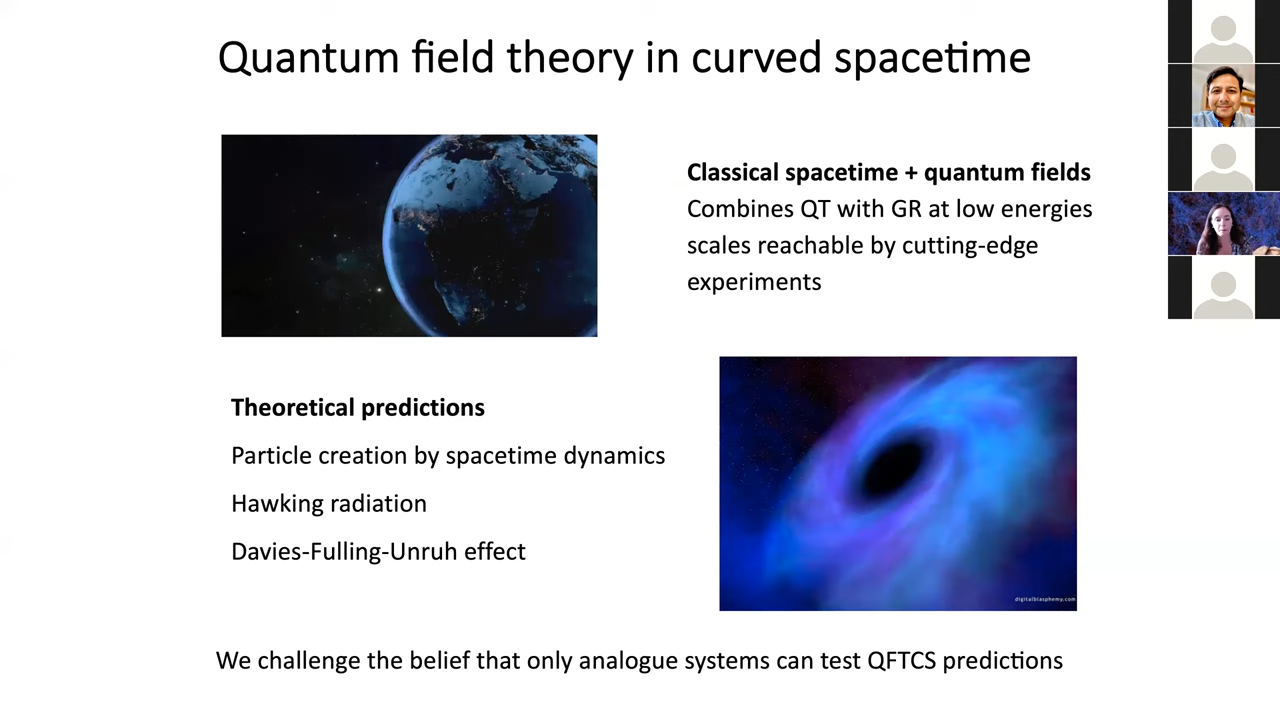 Quantum field theory in curved spacetime
Classical spacetime + quantum fields
Combines QT with GR at low energies
scales reachable by cutting-edge
experiments
Theoretical predictions
Particle creation by spacetime dynamics
Hawking radiation
Davies-Fulling-Unruh effect
digitalblasphemy.com
We challenge the belief that only analogue systems can test QFTCS predictions